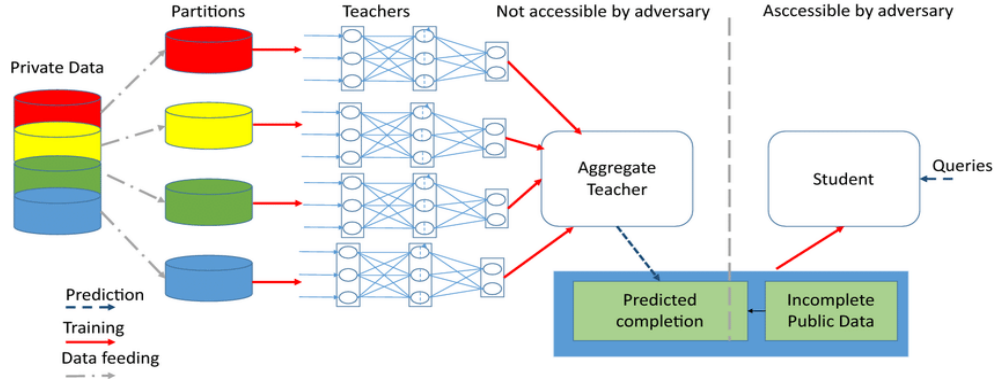 Partitions
Teachers
Not accessible by adversary
Asccessible by adversary
Private Data
Aggregate
Teacher
Student
Queries
Prediction
Training
Data feeding
Predicted
completion
Incomplete
Public Data